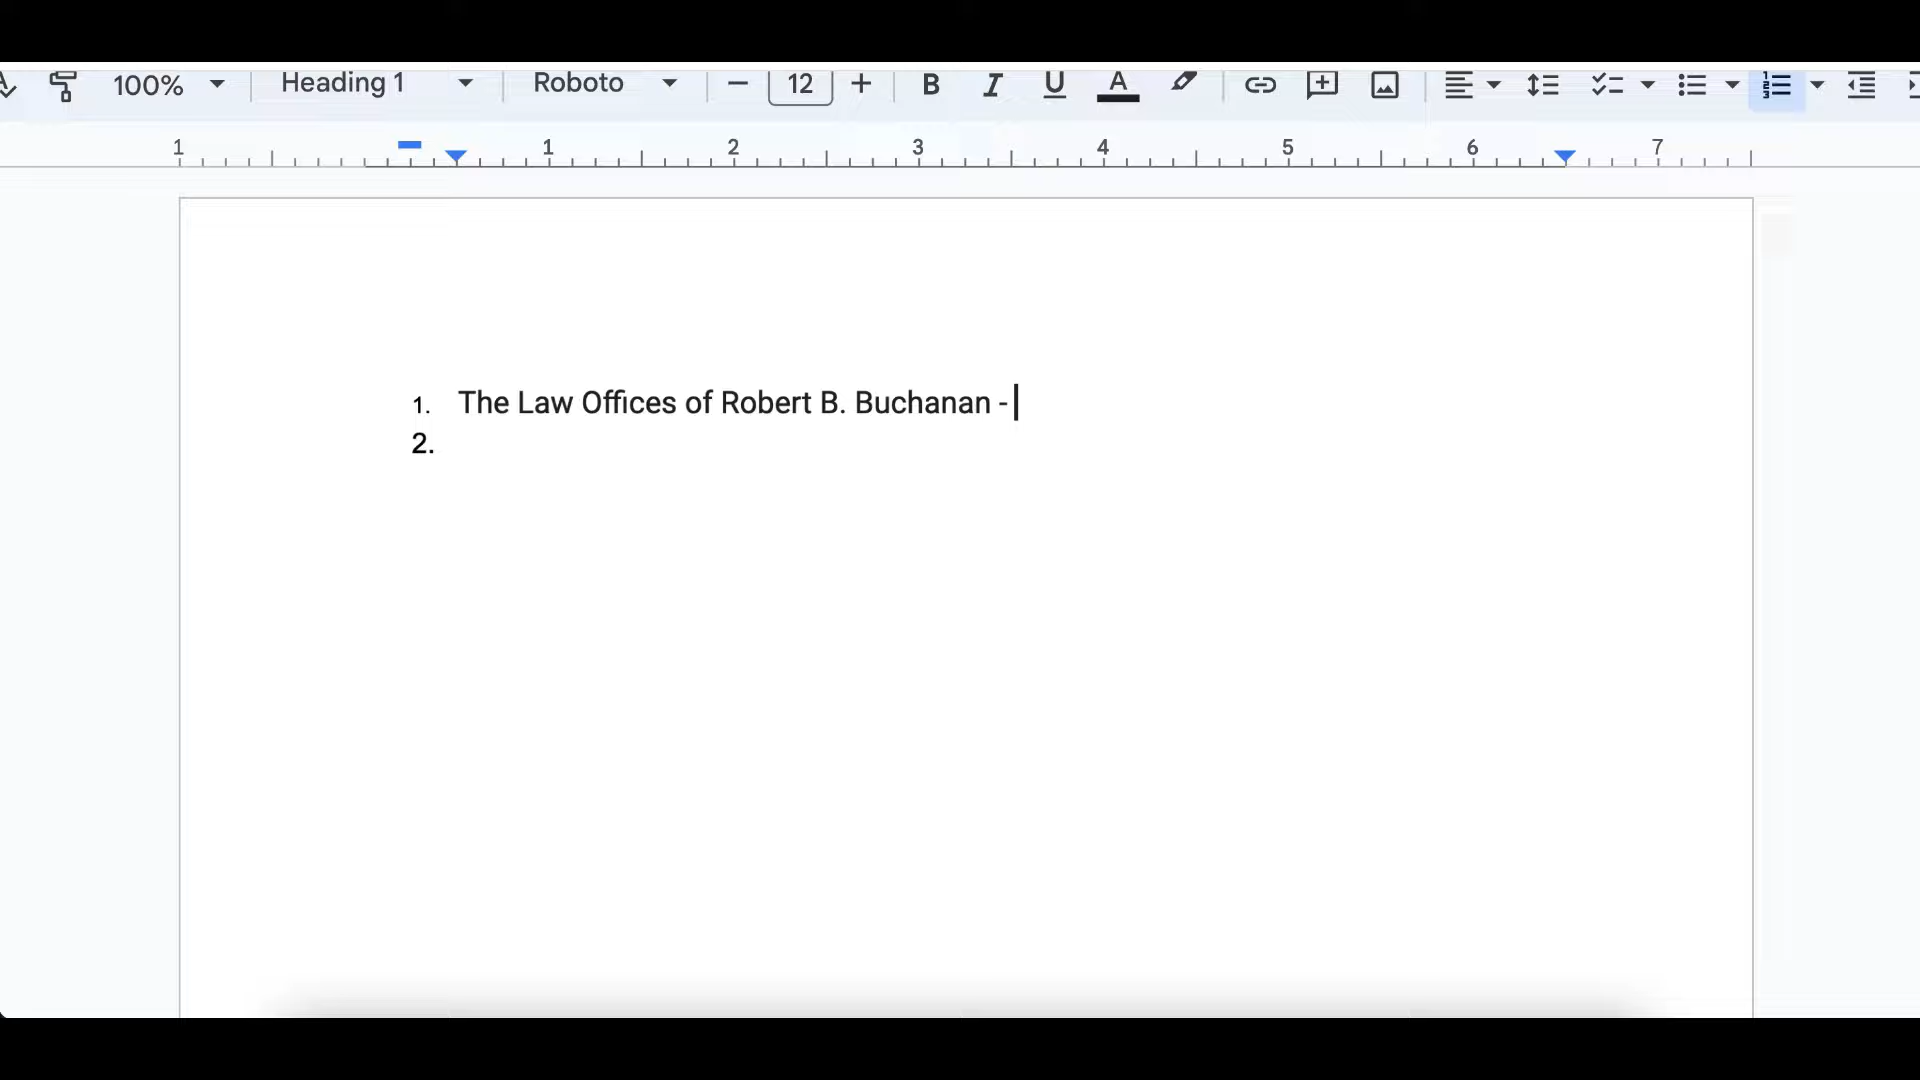 100% Heading 1 Roboto 12 B I U A
1 1 2 3 4 5 6 7
1. The Law Offices of Robert B. Buchanan -
2.